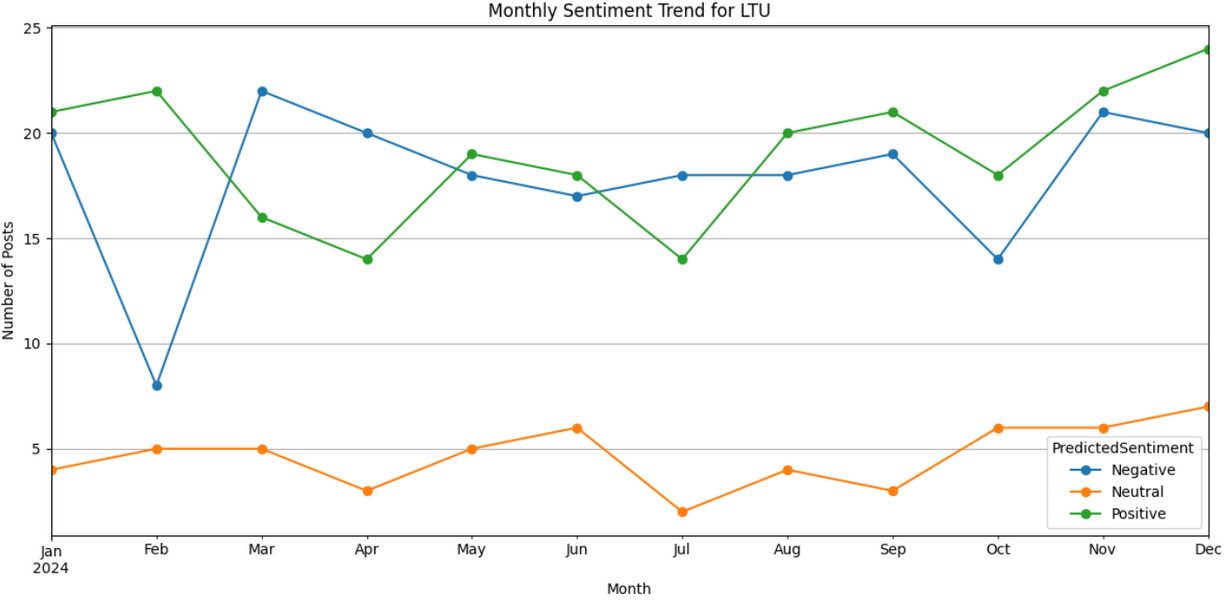 Monthly Sentiment Trend for LTU
25
20
15
10
5
Number of Posts
PredictedSentiment
Negative
Neutral
Positive
Jan Feb Mar Apr May Jun Jul Aug Sep Oct Nov Dec
2024
Month